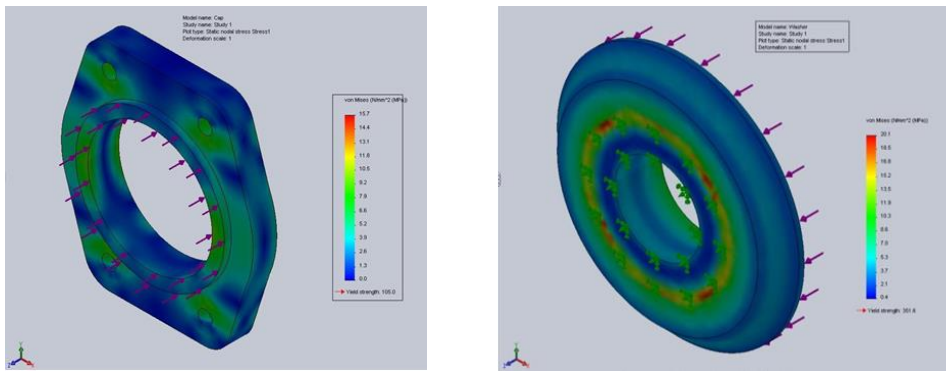 Model name: Cap
Study name: Study 1
Plot type: Static nodal stress Stress1
Deformation scale: 1
von Mises (N/mm^2 (MPa))
15.7
14.4
13.1
11.8
10.5
9.2
7.8
6.6
5.2
3.9
2.6
1.3
0.0
Yield strength: 105.0
Y
Z
X
Model name: Washer
Study name: Study 1
Plot type: Static nodal stress Stress1
Deformation scale: 1
von Mises (N/mm^2 (MPa))
20.1
18.5
16.8
15.2
13.5
11.9
10.3
8.6
7.0
5.3
3.7
2.1
0.4
Yield strength: 351.6
Y
Z
X